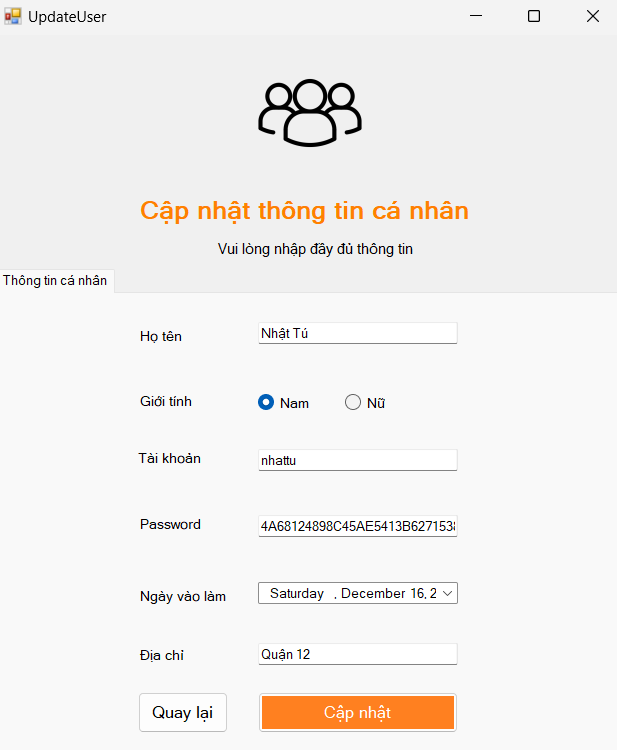 UpdateUser
Cập nhật thông tin cá nhân
Vui lòng nhập đầy đủ thông tin
Thông tin cá nhân
Họ tên Nhật Tú
Giới tính Nam Nữ
Tài khoản nhattu
Password 4A68124898C45AE5413B627153
Ngày vào làm Saturday , December 16, 2
Địa chỉ Quận 12
Quay lại Cập nhật